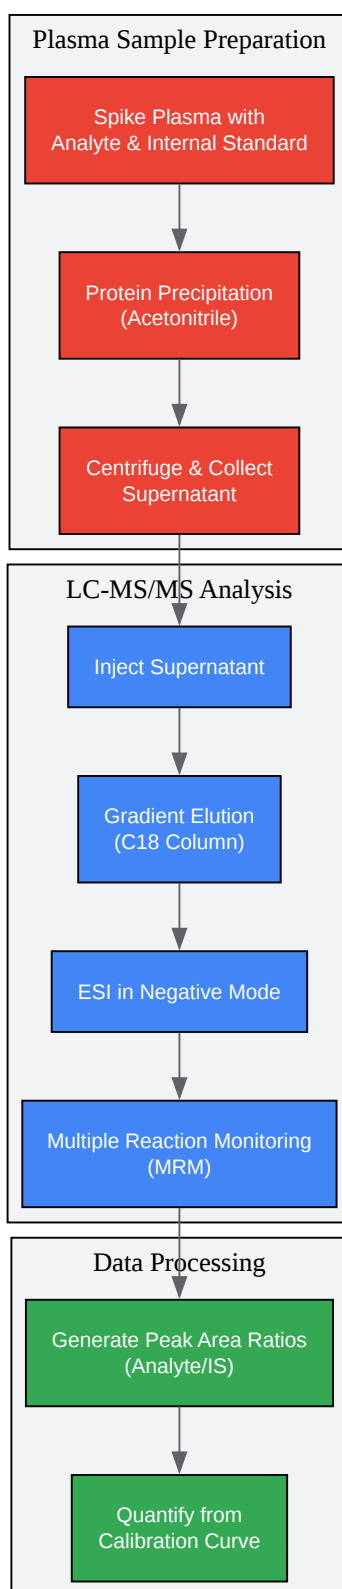 Plasma Sample Preparation
Spike Plasma with
Analyte & Internal Standard
Protein Precipitation
(Acetonitrile)
Centrifuge & Collect
Supernatant
LC-MS/MS Analysis
Inject Supernatant
Gradient Elution
(C18 Column)
ESI in Negative Mode
Multiple Reaction Monitoring
(MRM)
Data Processing
Generate Peak Area Ratios
(Analyte/IS)
Quantify from
Calibration Curve